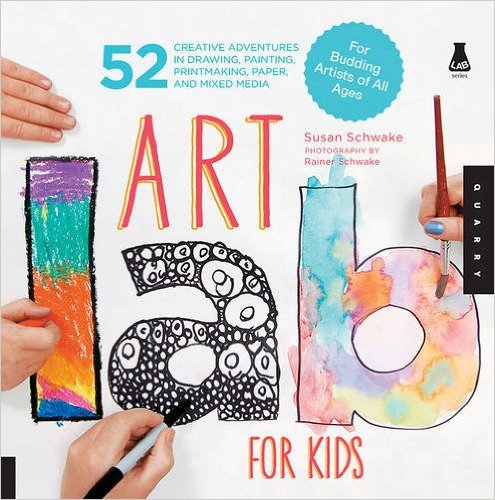 52
CREATIVE ADVENTURES
IN DRAWING, PAINTING,
PRINTMAKING, PAPER,
AND MIXED MEDIA
For
Budding
Artists of All
Ages
LAB
series
Susan Schwake
PHOTOGRAPHY BY
Rainer Schwake
QUARRY
ART
lab
FOR KIDS